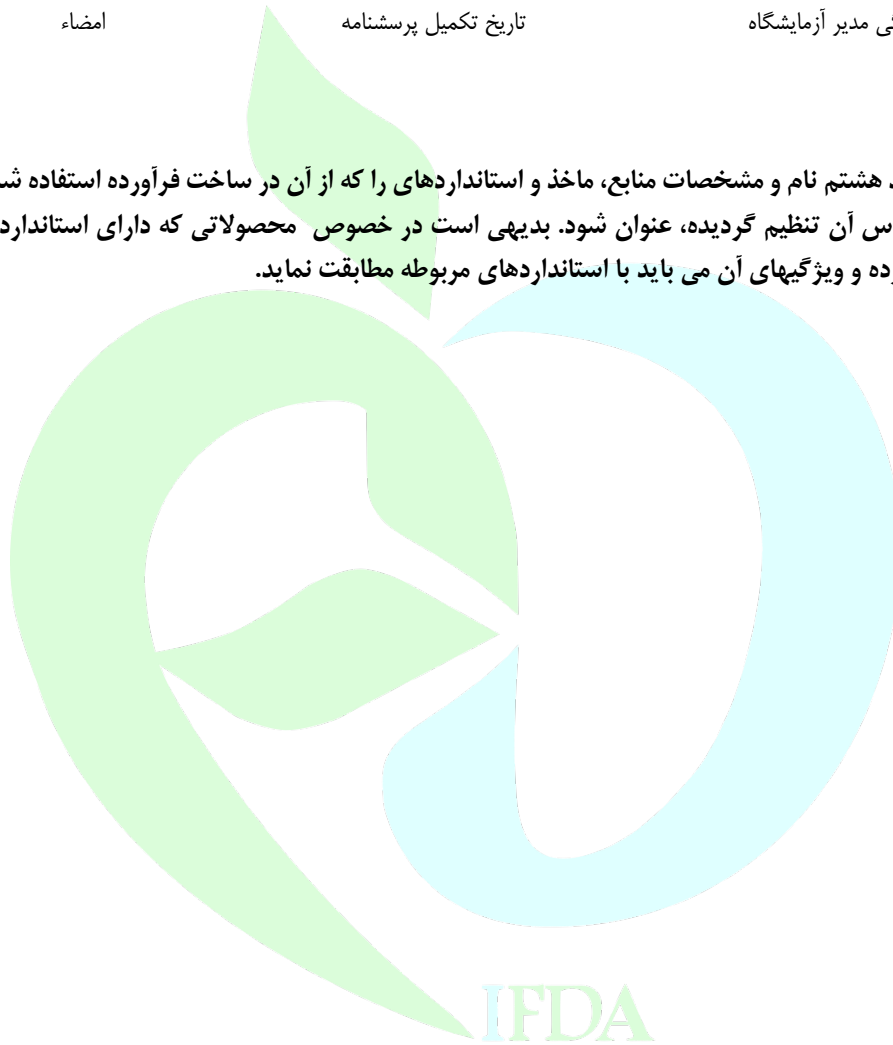 مدیر آزمایشگاه تاریخ تکمیل پرسشنامه امضاء
هشتم نام و مشخصات منابع، ماخذ و استانداردهای را که از آن در ساخت فرآورده استفاده
آن تنظیم گردیده، عنوان شود. بدیهی است در خصوص محصولاتی که دارای استاندارد
و ویژگیهای آن می باید با استانداردهای مربوطه مطابقت نماید.
IFDA